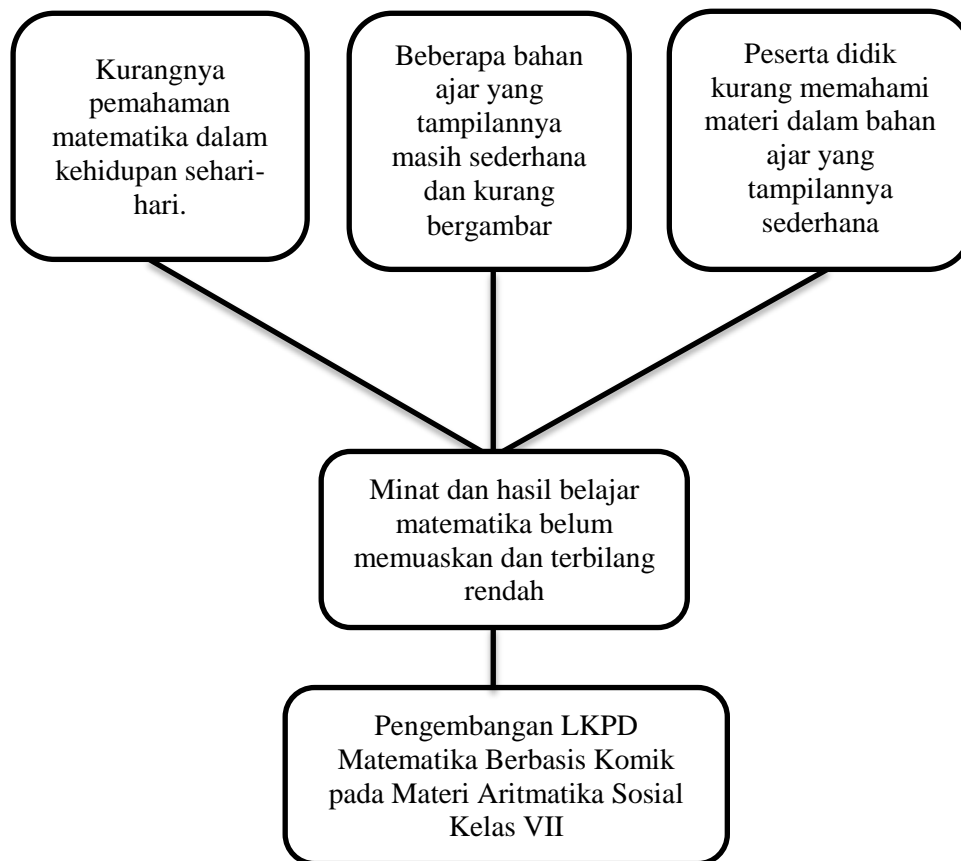 Kurangnya
pemahaman
matematika dalam
kehidupan sehari-
hari.
Beberapa bahan
ajar yang
tampilannya
masih sederhana
dan kurang
bergambar
Peserta didik
kurang memahami
materi dalam bahan
ajar yang
tampilannya
sederhana
Minat dan hasil belajar
matematika belum
memuaskan dan terbilang
rendah
Pengembangan LKPD
Matematika Berbasis Komik
pada Materi Aritmatika Sosial
Kelas VII